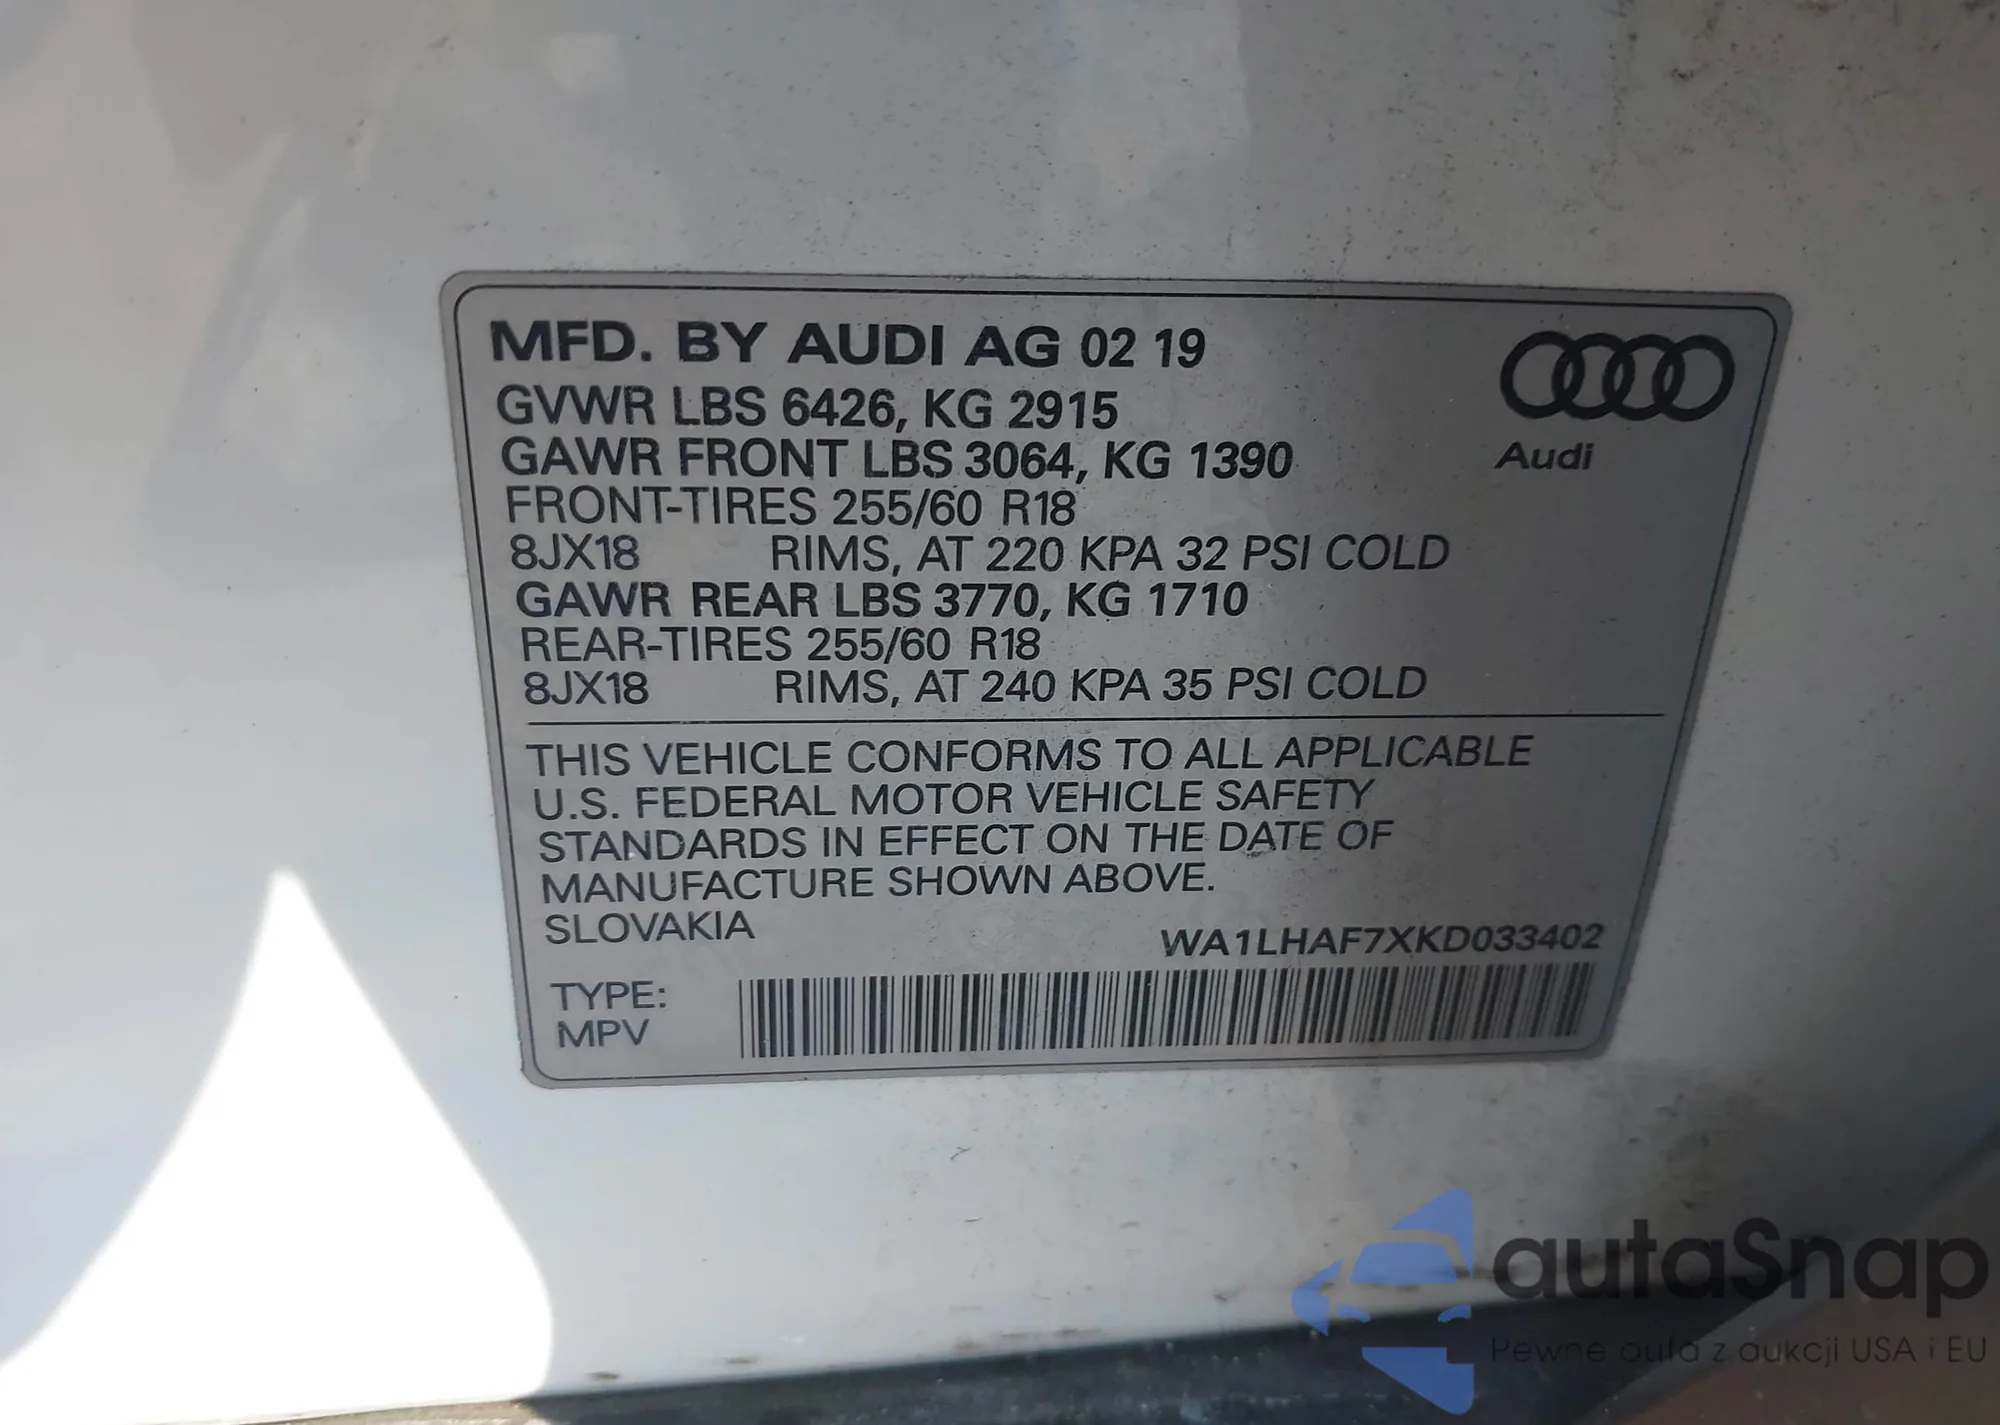 MFD. BY AUDI AG 02 19
GVWR LBS 6426, KG 2915
GAWR FRONT LBS 3064, KG 1390
FRONT-TIRES 255/60 R18
8JX18 RIMS, AT 220 KPA 32 PSI COLD
GAWR REAR LBS 3770, KG 1710
REAR-TIRES 255/60 R18
8JX18 RIMS, AT 240 KPA 35 PSI COLD
Audi
THIS VEHICLE CONFORMS TO ALL APPLICABLE
U.S. FEDERAL MOTOR VEHICLE SAFETY
STANDARDS IN EFFECT ON THE DATE OF
MANUFACTURE SHOWN ABOVE.
SLOVAKIA
WA1LHAF7XKD033402
TYPE:
MPV
autaSnap
Pewne auta z aukcji USA i EU